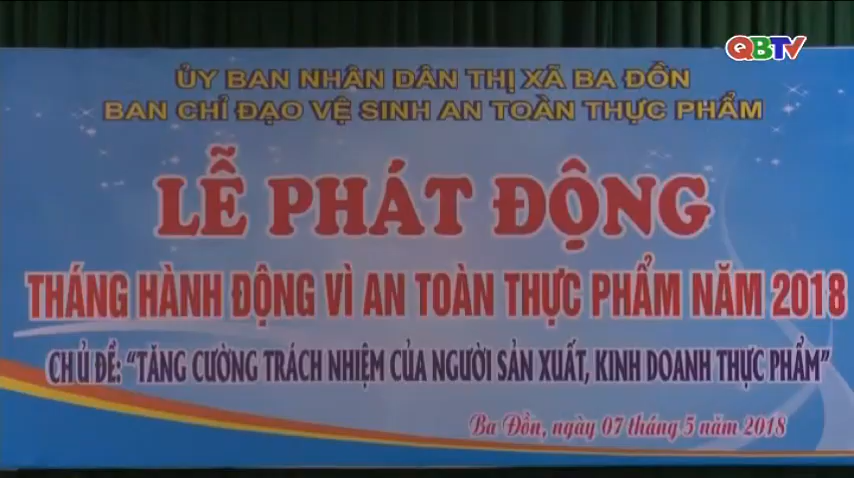 QBTV
ỦY BAN NHÂN DÂN THỊ XÃ BA ĐỒN
BAN CHỈ ĐẠO VỆ SINH AN TOÀN THỰC PHẨM
LỄ PHÁT ĐỘNG
THÁNG HÀNH ĐỘNG VÌ AN TOÀN THỰC PHẨM NĂM 2018
CHỦ ĐỀ: "TĂNG CƯỜNG TRÁCH NHIỆM CỦA NGƯỜI SẢN XUẤT, KINH DOANH THỰC PHẨM"
Ba Đồn, ngày 07 tháng 5 năm 2018